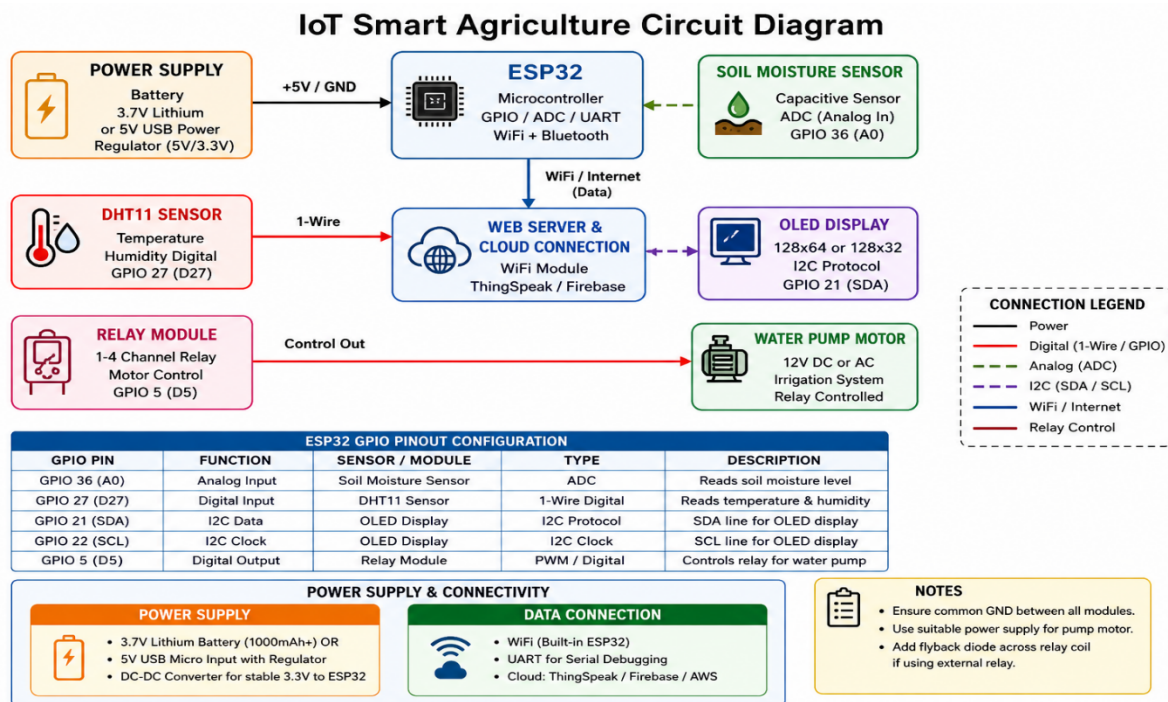 IoT Smart Agriculture Circuit Diagram
POWER SUPPLY
Battery
3.7V Lithium
or 5V USB Power
Regulator (5V/3.3V)
+5V / GND
ESP32
Microcontroller
GPIO / ADC / UART
WiFi + Bluetooth
SOIL MOISTURE SENSOR
Capacitive Sensor
ADC (Analog In)
GPIO 36 (A0)
WiFi / Internet
(Data)
DHT11 SENSOR
Temperature
Humidity Digital
GPIO 27 (D27)
1-Wire
WEB SERVER &
CLOUD CONNECTION
WiFi Module
ThingSpeak / Firebase
OLED DISPLAY
128x64 or 128x32
I2C Protocol
GPIO 21 (SDA)
RELAY MODULE
1-4 Channel Relay
Motor Control
GPIO 5 (D5)
Control Out
WATER PUMP MOTOR
12V DC or AC
Irrigation System
Relay Controlled
CONNECTION LEGEND
Power
Digital (1-Wire / GPIO)
Analog (ADC)
I2C (SDA / SCL)
WiFi / Internet
Relay Control
ESP32 GPIO PINOUT CONFIGURATION
GPIO PIN FUNCTION SENSOR / MODULE TYPE DESCRIPTION
GPIO 36 (A0) Analog Input Soil Moisture Sensor ADC Reads soil moisture level
GPIO 27 (D27) Digital Input DHT11 Sensor 1-Wire Digital Reads temperature & humidity
GPIO 21 (SDA) I2C Data OLED Display I2C Protocol SDA line for OLED display
GPIO 22 (SCL) I2C Clock OLED Display I2C Clock SCL line for OLED display
GPIO 5 (D5) Digital Output Relay Module PWM / Digital Controls relay for water pump
POWER SUPPLY & CONNECTIVITY
POWER SUPPLY
• 3.7V Lithium Battery (1000mAh+) OR
• 5V USB Micro Input with Regulator
• DC-DC Converter for stable 3.3V to ESP32
DATA CONNECTION
• WiFi (Built-in ESP32)
• UART for Serial Debugging
• Cloud: ThingSpeak / Firebase / AWS
NOTES
• Ensure common GND between all modules.
• Use suitable power supply for pump motor.
• Add flyback diode across relay coil
if using external relay.